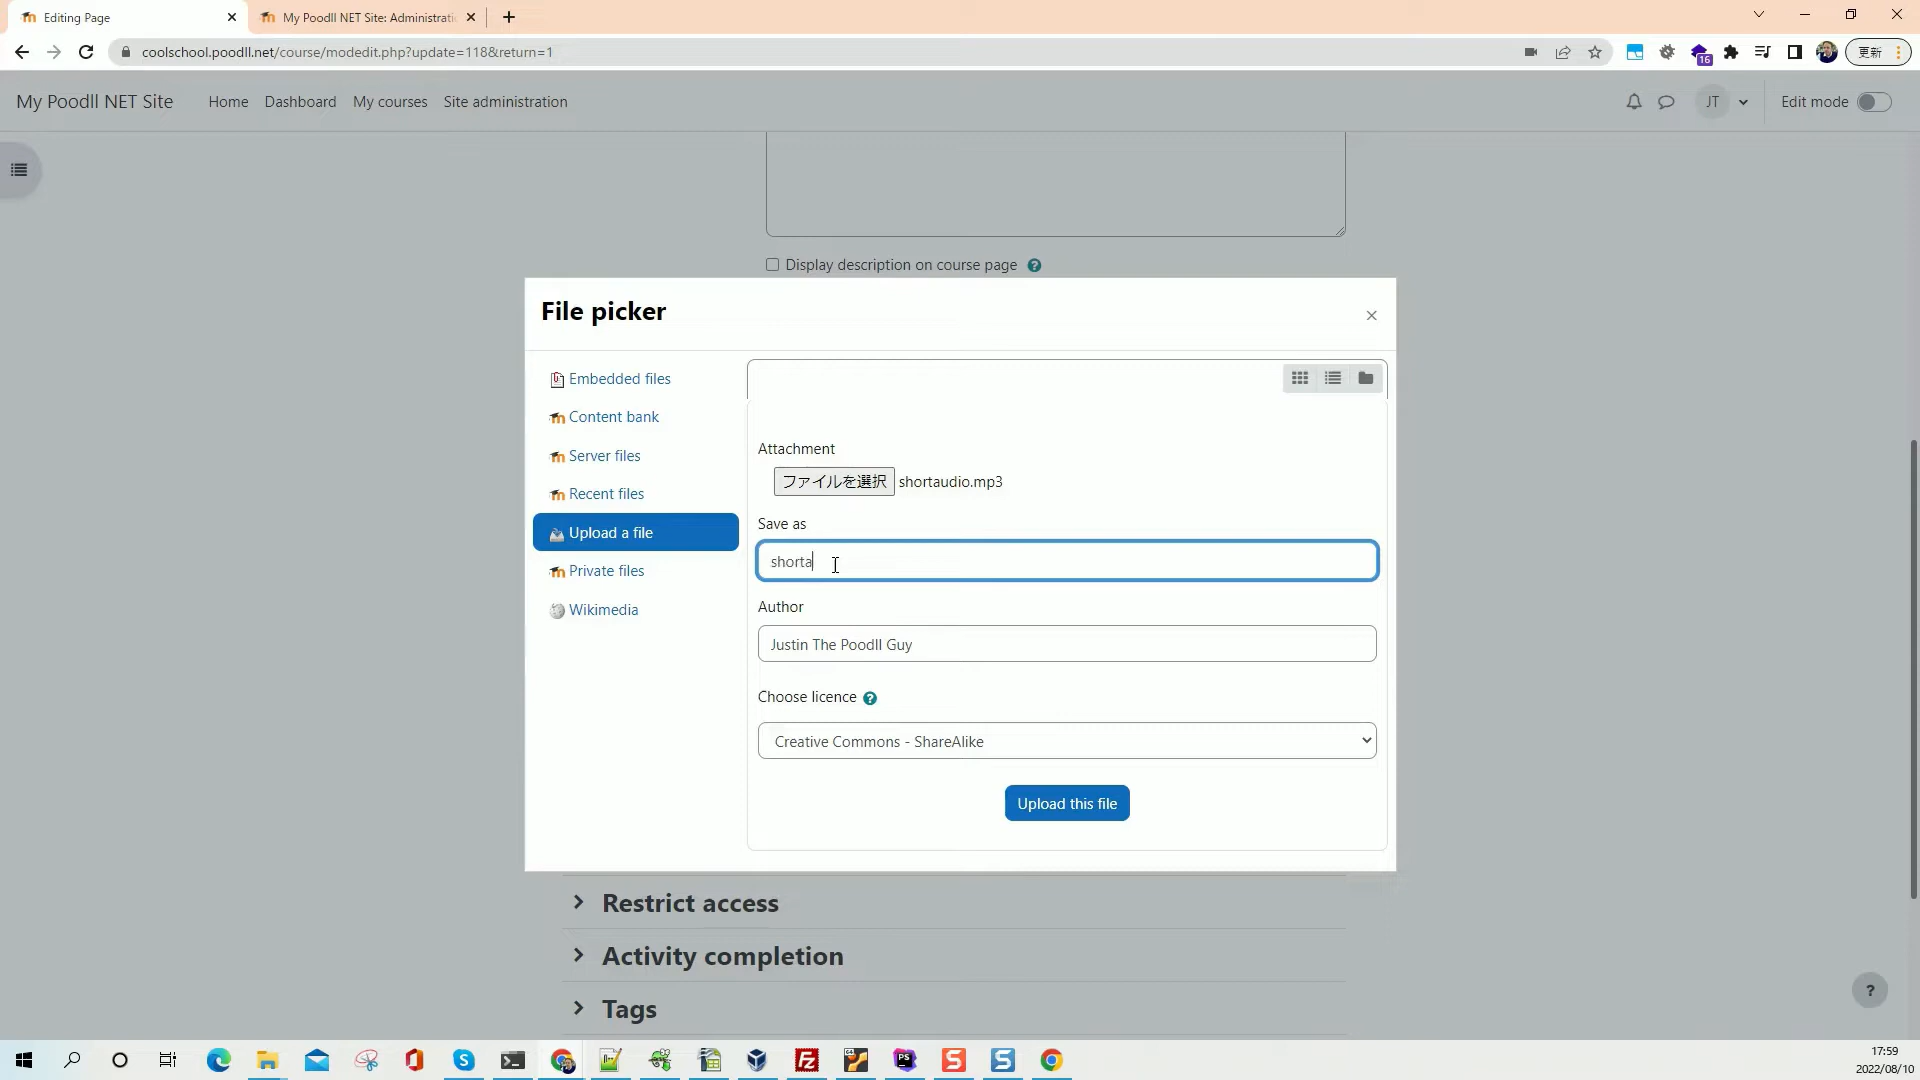 Editing Page
My Poodll NET Site: Administrati
coolschool.poodll.net/course/modedit.php?update=118&return=1
16
更新
My Poodll NET Site
Home
Dashboard
My courses
Site administration
JT
Edit mode
Display description on course page
File picker
Embedded files
Content bank
Server files
Recent files
Upload a file
Private files
Wikimedia
Attachment
ファイルを選択 shortaudio.mp3
Save as
shorta
Author
Justin The Poodll Guy
Choose licence
Creative Commons - ShareAlike
Upload this file
Restrict access
Activity completion
Tags
17:59
2022/08/10